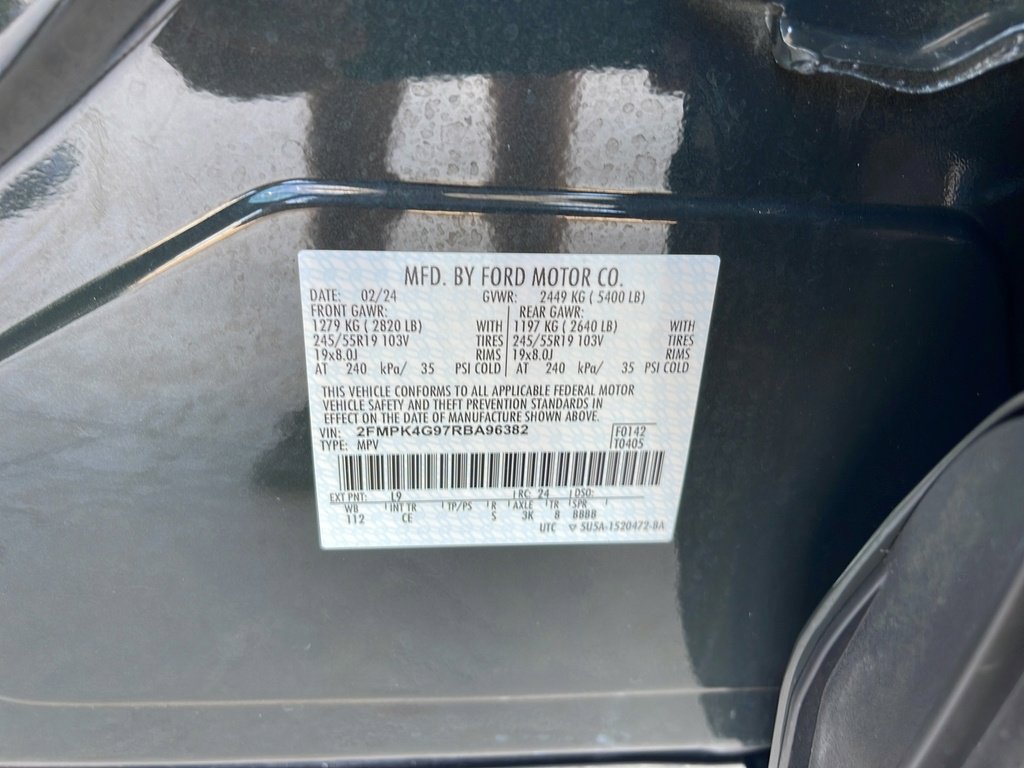 MFD. BY FORD MOTOR CO.
DATE: 02/24 GVWR: 2449 KG ( 5400 LB)
FRONT GAWR: REAR GAWR:
1279 KG ( 2820 LB) WITH 1197 KG ( 2640 LB) WITH
245/55R19 103V TIRES 245/55R19 103V TIRES
19x8.0J RIMS 19x8.0J RIMS
AT 240 kPa/ 35 PSI COLD AT 240 kPa/ 35 PSI COLD
THIS VEHICLE CONFORMS TO ALL APPLICABLE FEDERAL MOTOR
VEHICLE SAFETY AND THEFT PREVENTION STANDARDS IN
EFFECT ON THE DATE OF MANUFACTURE SHOWN ABOVE.
VIN: 2FMPK4G97RBA96382 F0142
TYPE: MPV T0405
EXT PNT: L9 RC: 24 DSO:
WB INT TR TP/PS R AXLE TR SPR
112 CE S 3K 8 BBBB
UTC ▽ 5U5A-1520472-BA